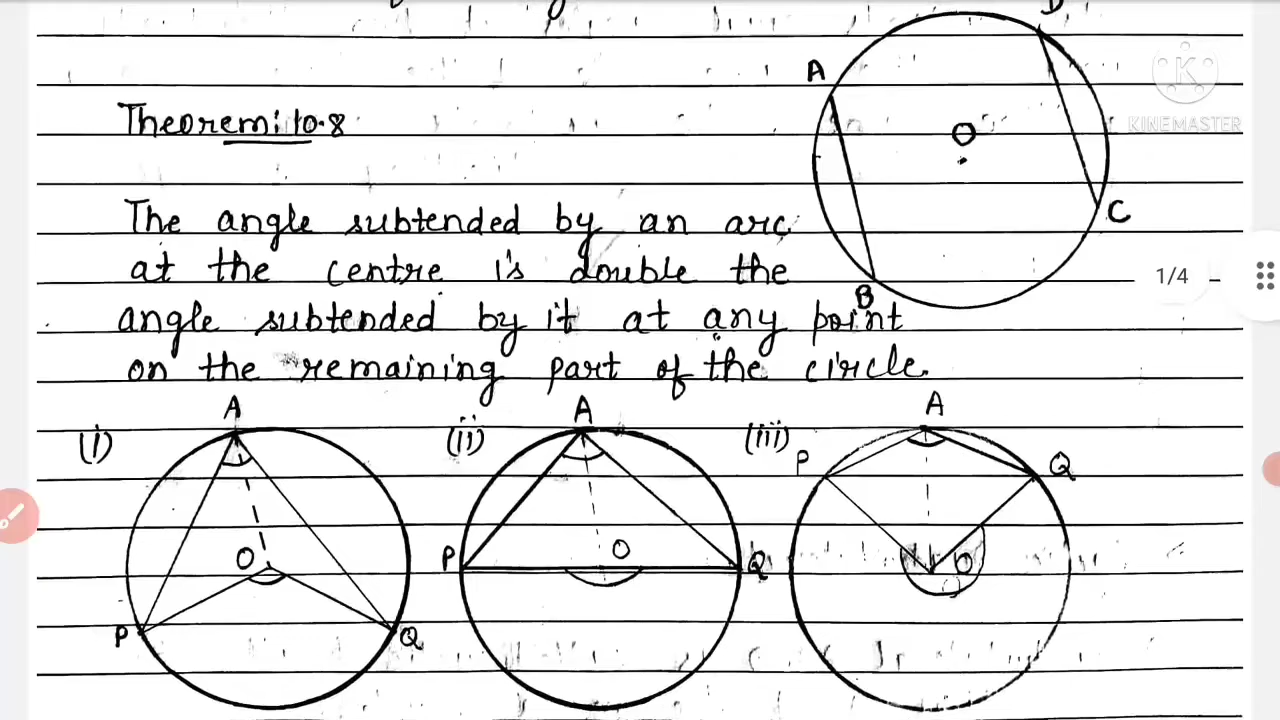 D
A
KINEMASTER
Theorem: 10.8
O
C
The angle subtended by an arc
at the centre is double the
1/4
B
angle subtended by it at any point
on the remaining part of the circle.
(i) A (ii) A (iii) A
P Q
O P O Q O
P Q